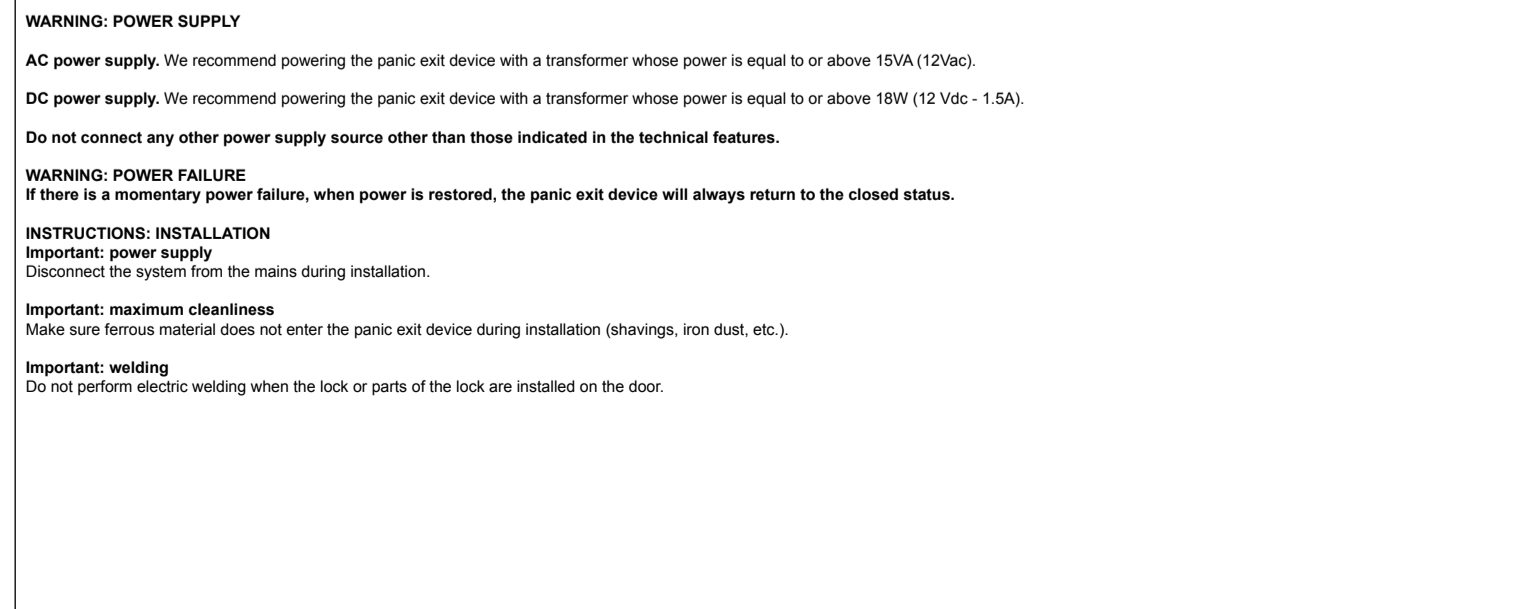 WARNING: POWER SUPPLY
AC power supply. We recommend powering the panic exit device with a transformer whose power is equal to or above 15VA (12Vac).
DC power supply. We recommend powering the panic exit device with a transformer whose power is equal to or above 18W (12 Vdc - 1.5A).
Do not connect any other power supply source other than those indicated in the technical features.
WARNING: POWER FAILURE
If there is a momentary power failure, when power is restored, the panic exit device will always return to the closed status.
INSTRUCTIONS: INSTALLATION
Important: power supply
Disconnect the system from the mains during installation.
Important: maximum cleanliness
Make sure ferrous material does not enter the panic exit device during installation (shavings, iron dust, etc.).
Important: welding
Do not perform electric welding when the lock or parts of the lock are installed on the door.